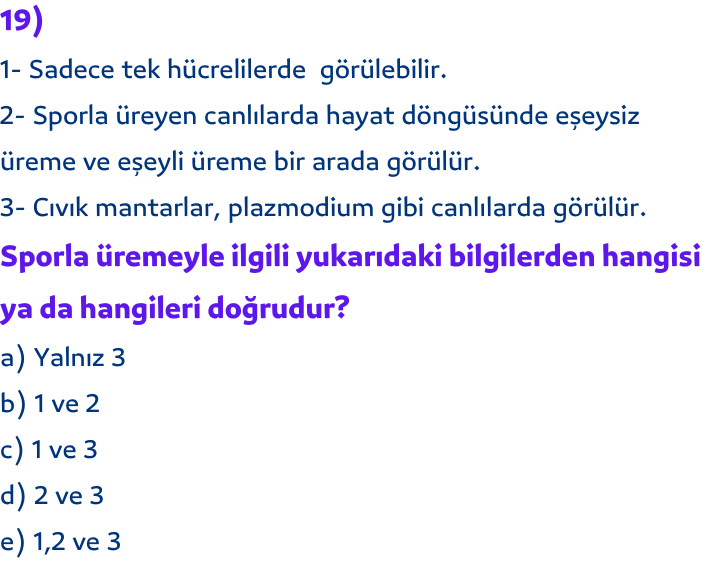 19)
1- Sadece tek hücrelilerde  görülebilir.
2- Sporla üreyen canlılarda hayat döngüsünde eşeysiz
üreme ve eşeyli üreme bir arada görülür.
3- Cıvık mantarlar, plazmodium gibi canlılarda görülür.
Sporla üremeyle ilgili yukarıdaki bilgilerden hangisi
ya da hangileri doğrudur?
a) Yalnız 3
b) 1 ve 2
c) 1 ve 3
d) 2 ve 3
e) 1,2 ve 3